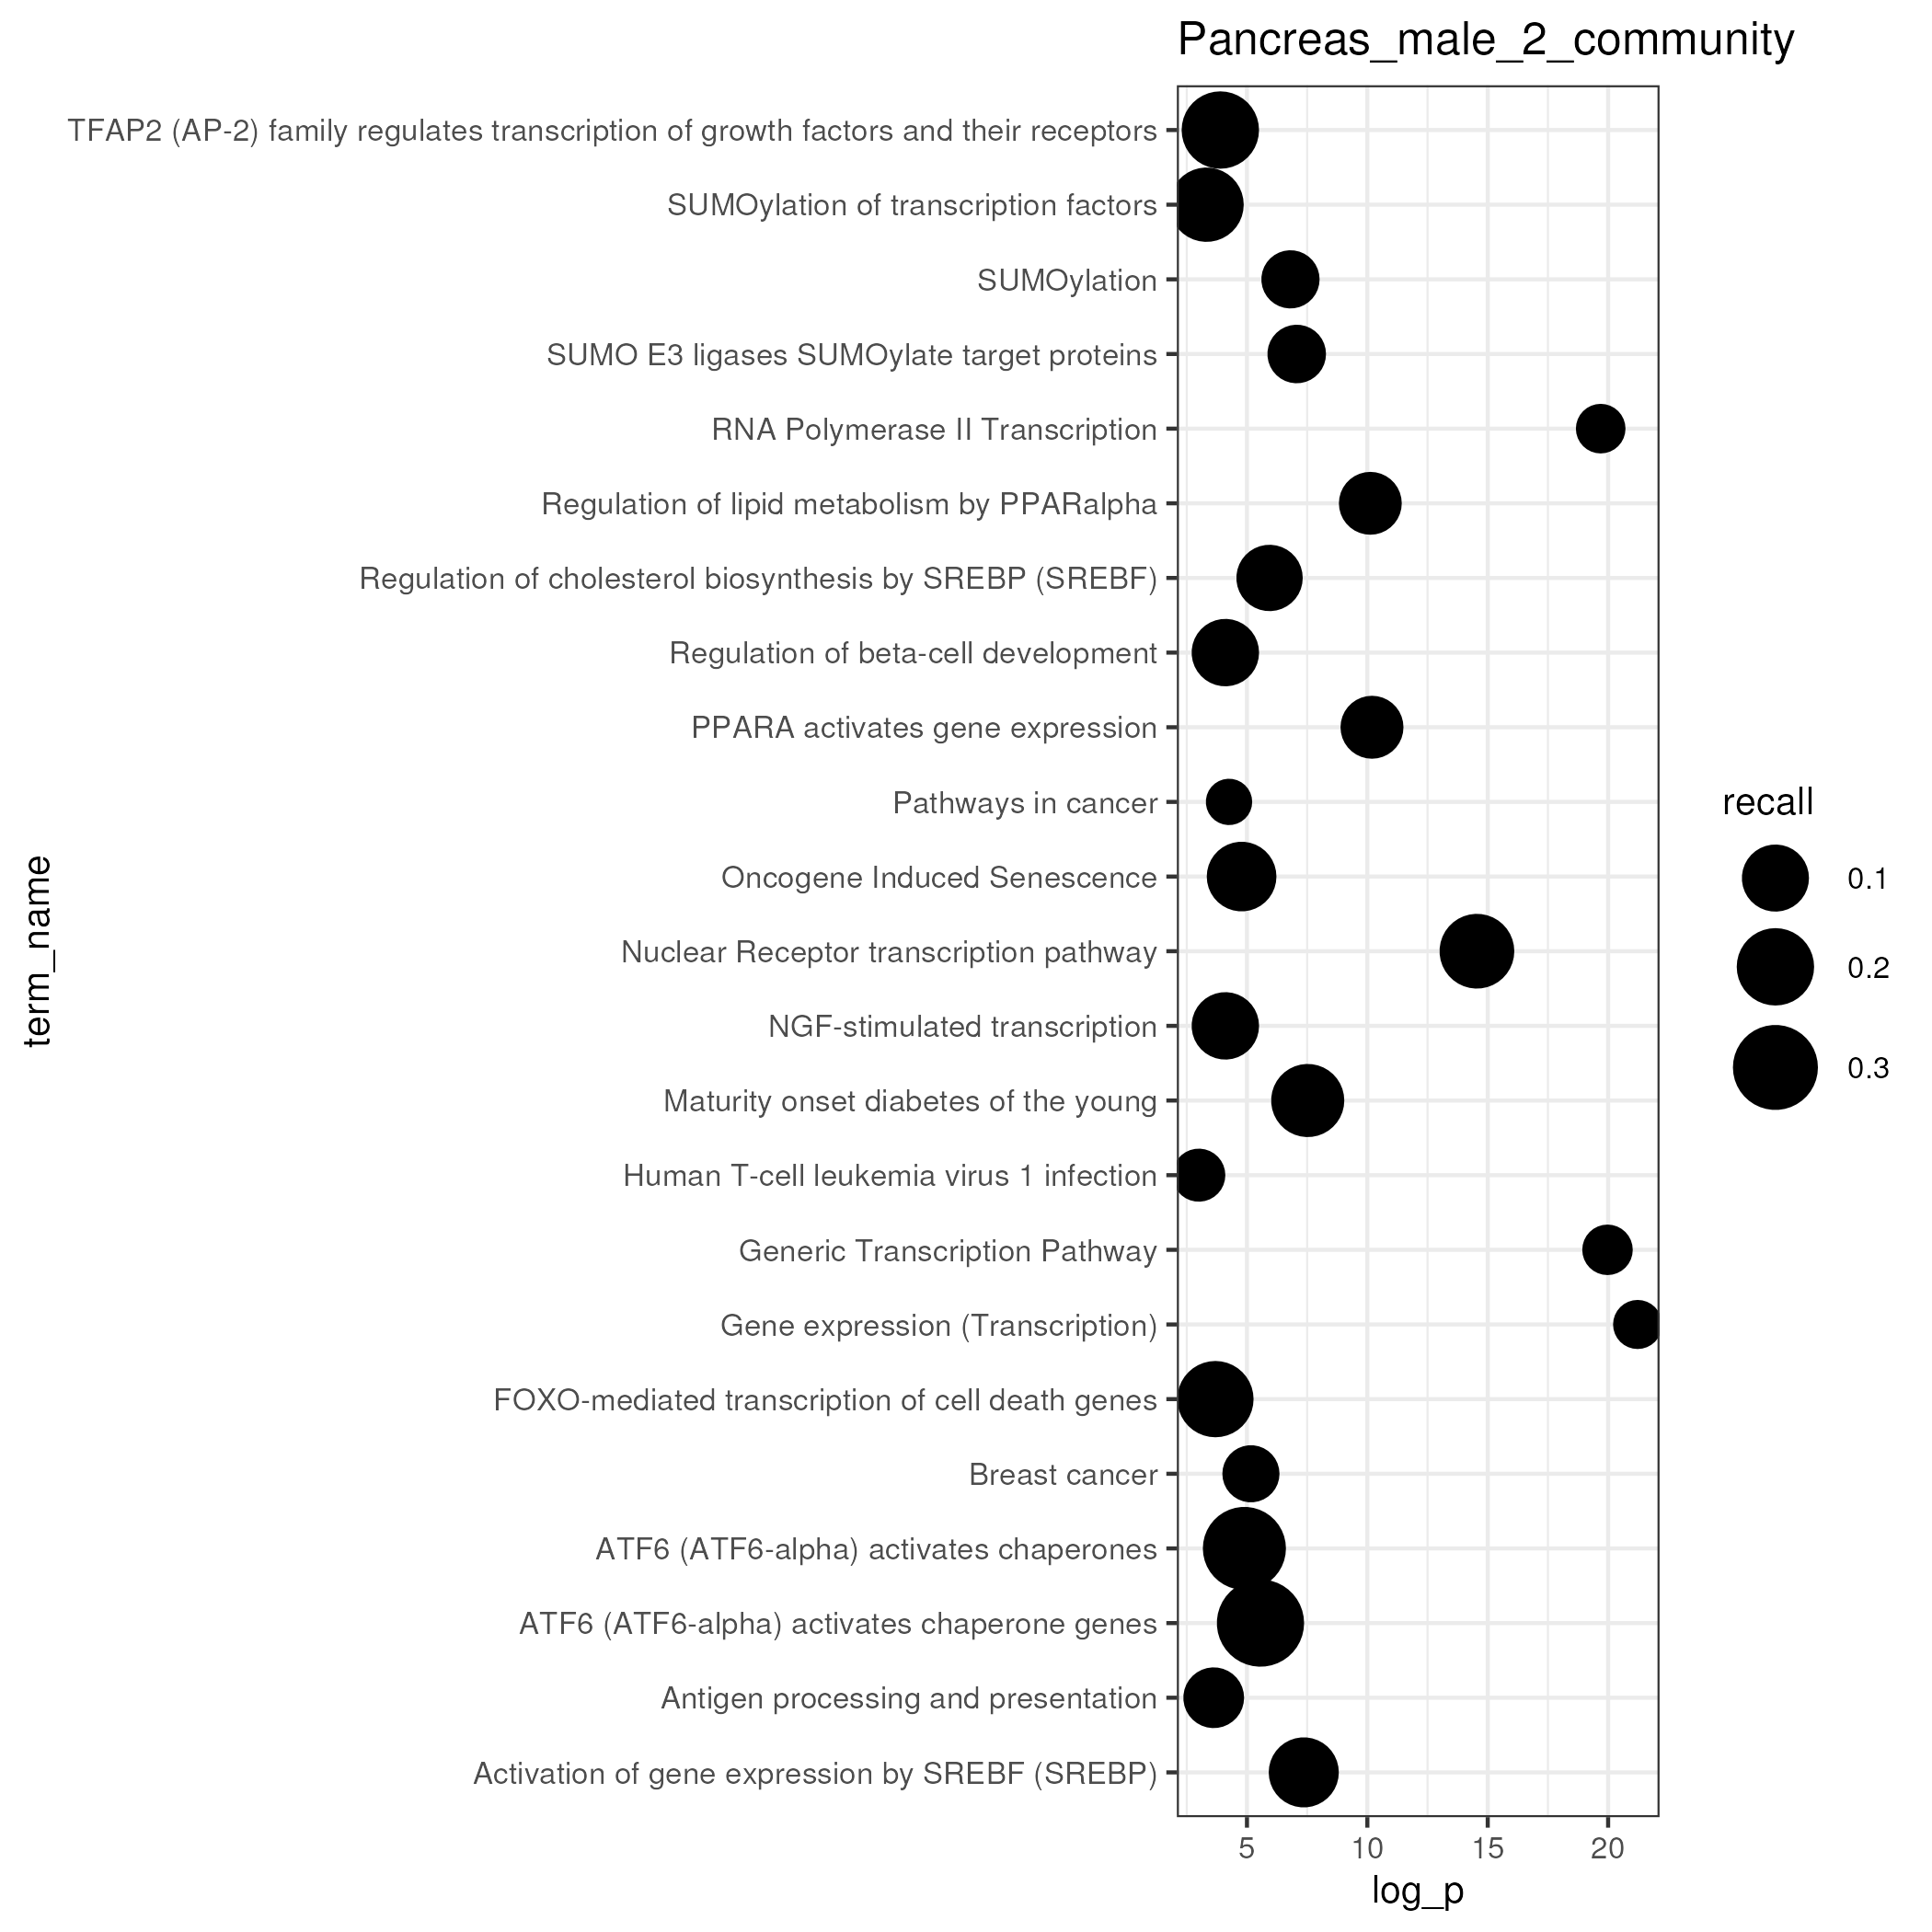 Pancreas_male_2_community
TFAP2 (AP-2) family regulates transcription of growth factors and their receptors
SUMOylation of transcription factors
SUMOylation
SUMO E3 ligases SUMOylate target proteins
RNA Polymerase II Transcription
Regulation of lipid metabolism by PPARalpha
Regulation of cholesterol biosynthesis by SREBP (SREBF)
Regulation of beta-cell development
PPARA activates gene expression
Pathways in cancer
Oncogene Induced Senescence
Nuclear Receptor transcription pathway
NGF-stimulated transcription
Maturity onset diabetes of the young
Human T-cell leukemia virus 1 infection
Generic Transcription Pathway
Gene expression (Transcription)
FOXO-mediated transcription of cell death genes
Breast cancer
ATF6 (ATF6-alpha) activates chaperones
ATF6 (ATF6-alpha) activates chaperone genes
Antigen processing and presentation
Activation of gene expression by SREBF (SREBP)
term_name
5 10 15 20
log_p
recall
0.1
0.2
0.3